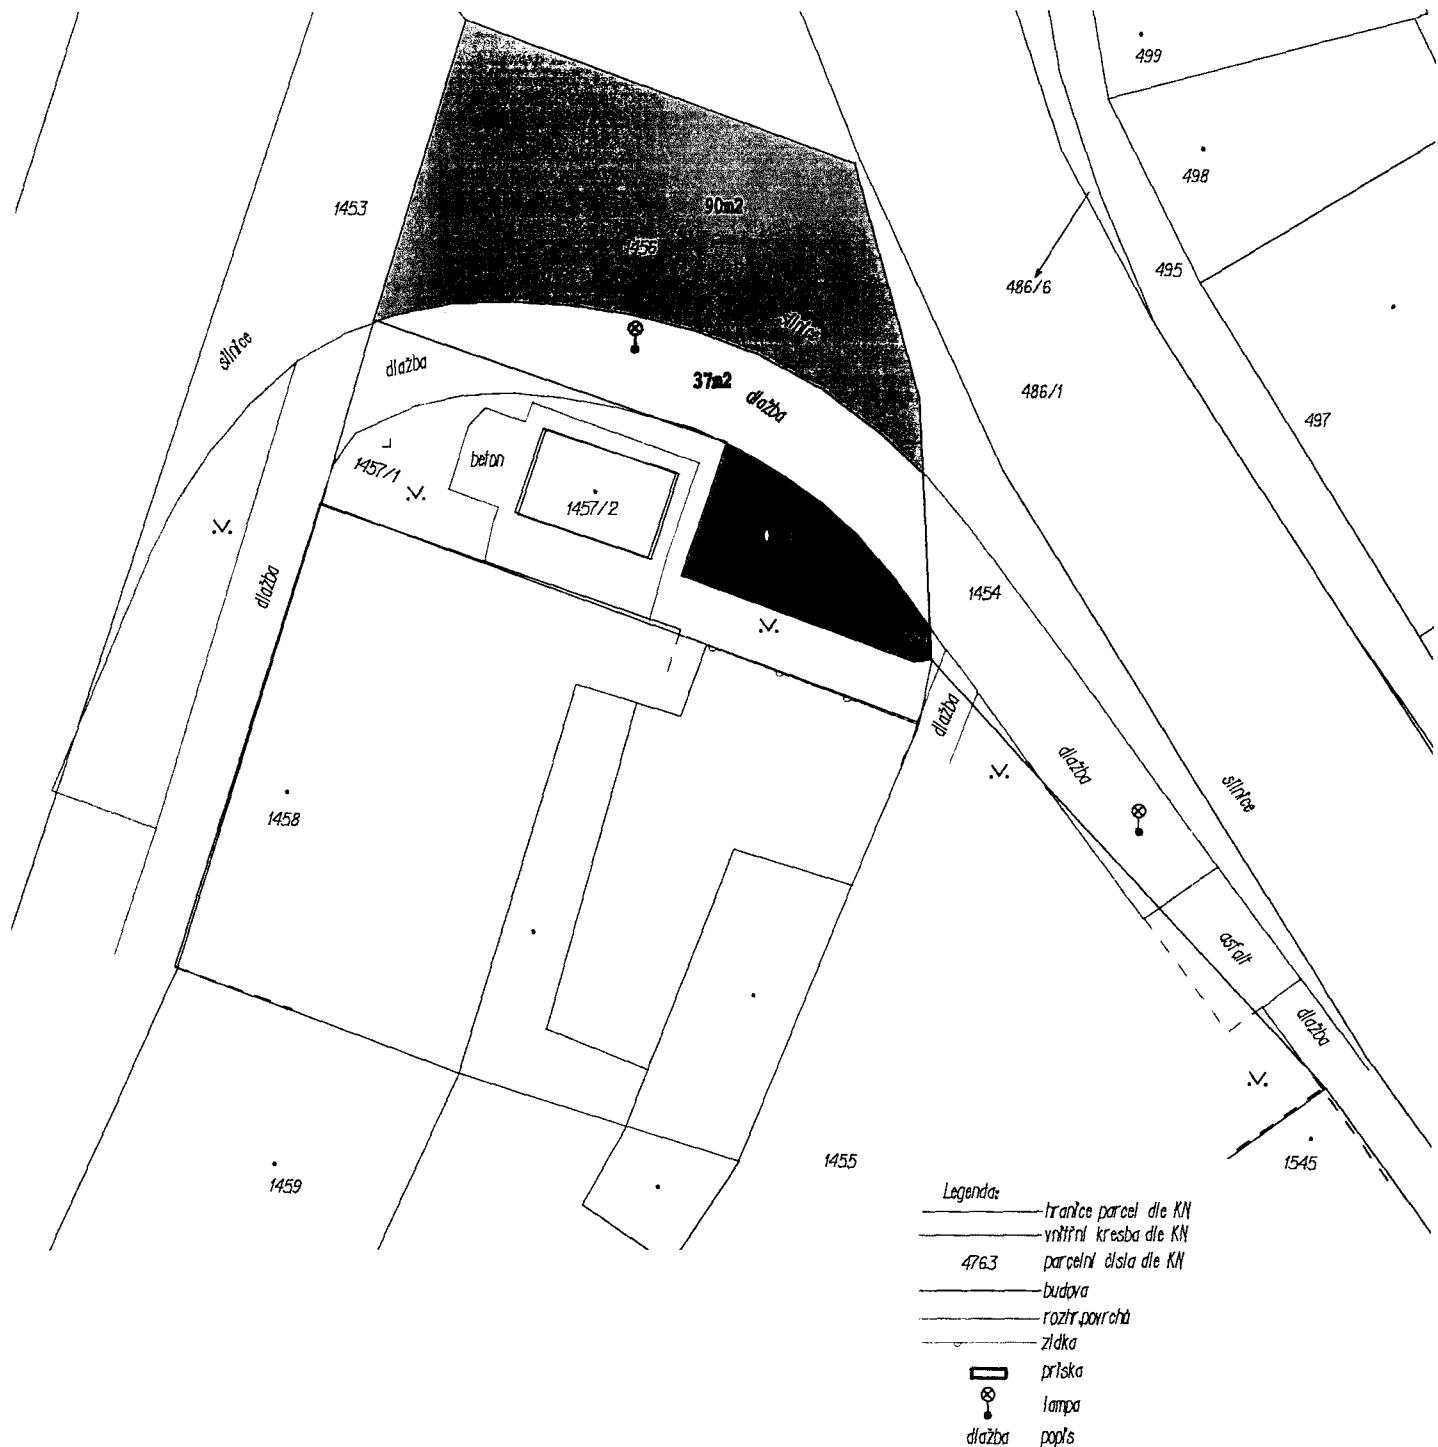 499
498
1453
90m2
1456
495
486/6
silnice
silnice
dlažba
37m2
dlažba
486/1
497
1457/1
beton
1457/2
dlažba
1454
dlažba
dlažba
silnice
1458
asfalt
dlažba
1459
1455
1545
Legenda:
hranice parcel dle KN
vnitřní kresba dle KN
4763 parcelní čísla dle KN
budova
rozhr.povrchů
zídka
lampa
dlažba popis